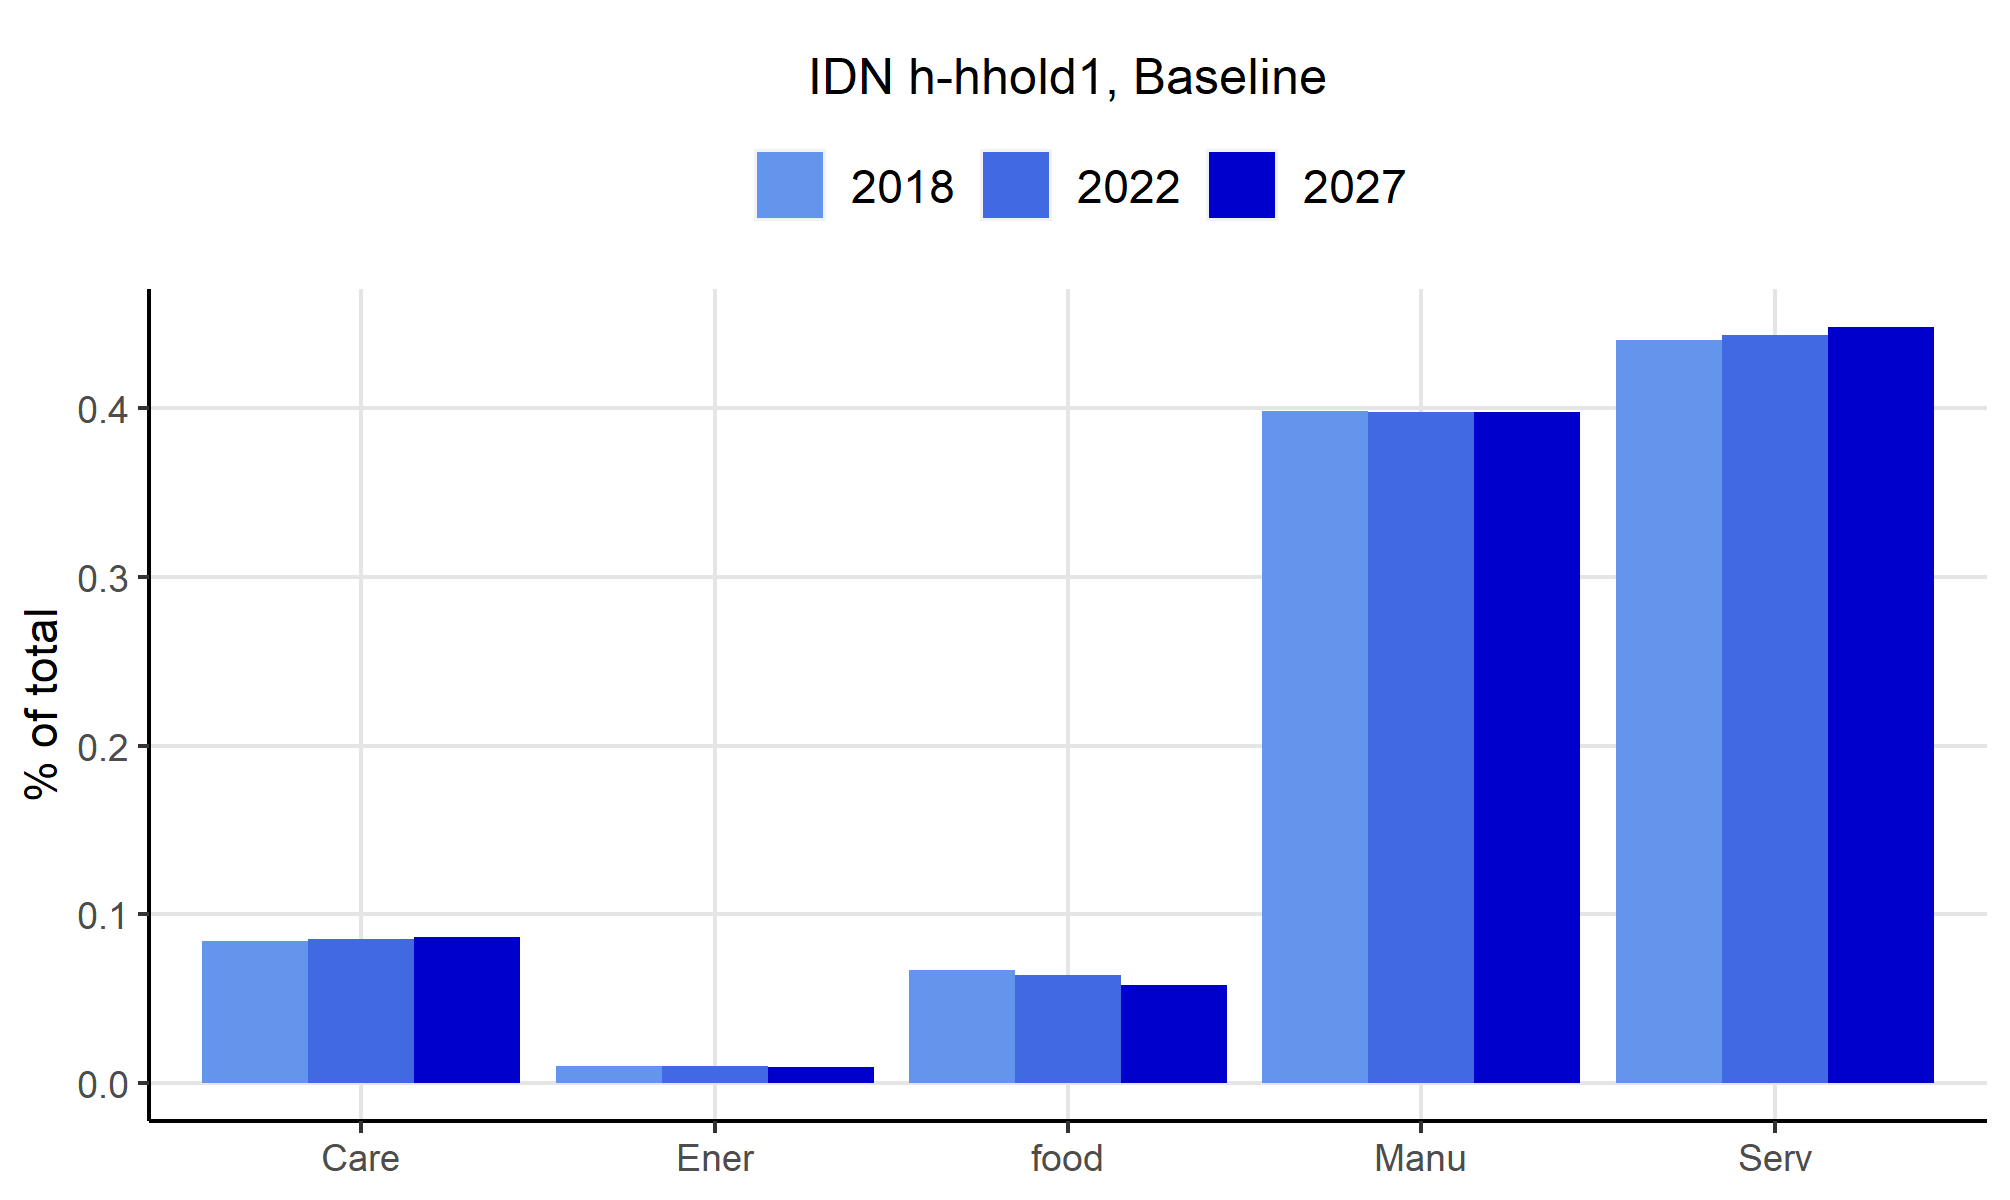 IDN h-hhold1, Baseline
2018 2022 2027
% of total
0.4
0.3
0.2
0.1
0.0
Care Ener food Manu Serv